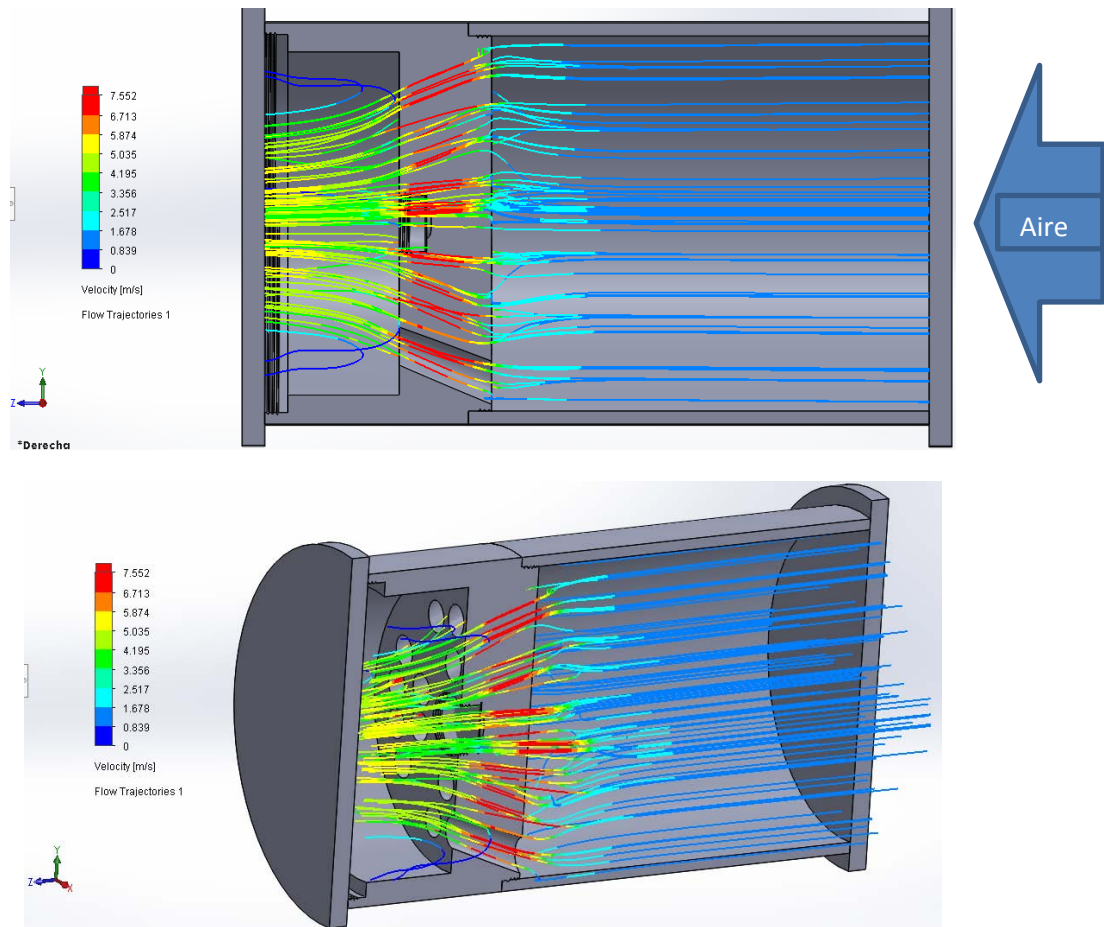 7.552
6.713
5.874
5.035
4.195
3.356
2.517
1.678
0.839
0
Velocity [m/s]
Flow Trajectories 1
Aire
Y
Z
*Derecha
7.552
6.713
5.874
5.035
4.195
3.356
2.517
1.678
0.839
0
Velocity [m/s]
Flow Trajectories 1
Y
Z
X